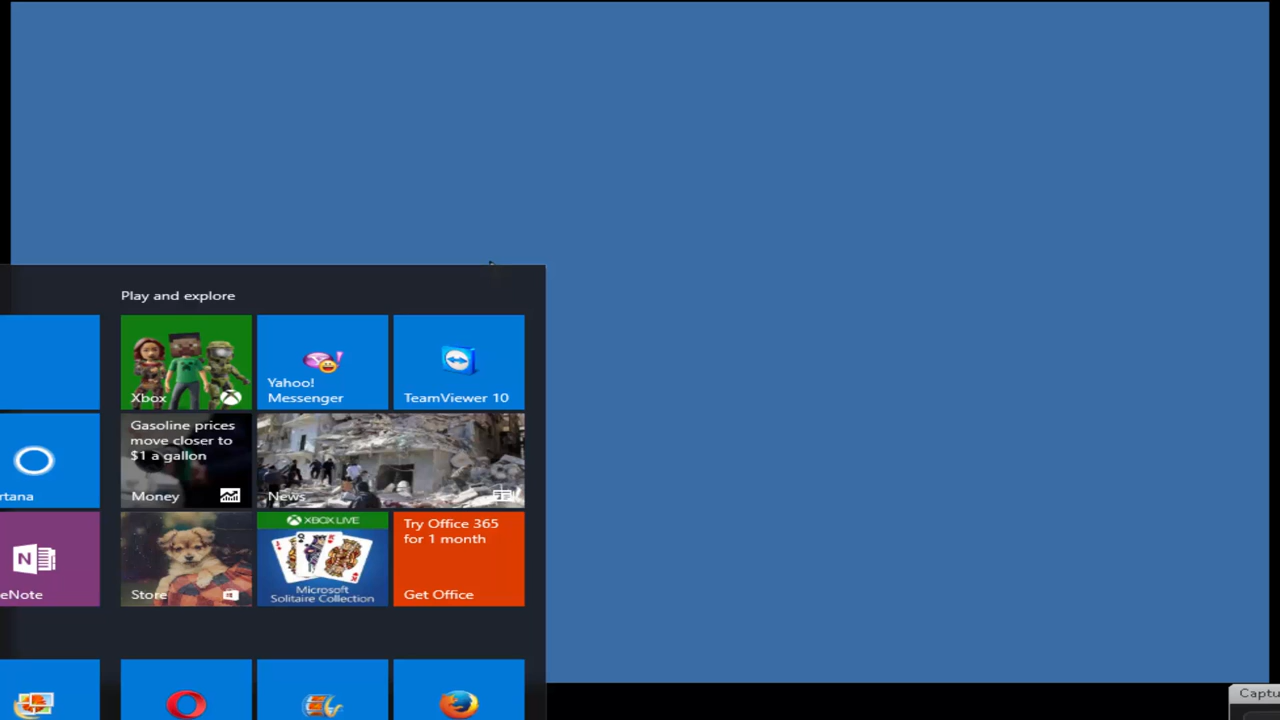 Play and explore
Xbox
Yahoo!
Messenger
TeamViewer 10
Gasoline prices
move closer to
$1 a gallon
Money
News
rtana
XBOX LIVE
Microsoft
Solitaire Collection
Try Office 365
for 1 month
Get Office
Store
N
eNote
Captu